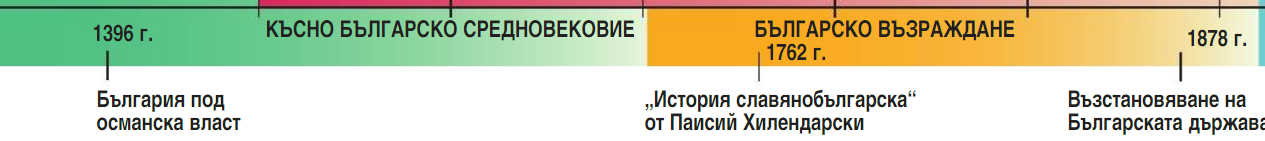 1396 г.
КЪСНО БЪЛГАРСКО СРЕДНОВЕКОВИЕ
БЪЛГАРСКО ВЪЗРАЖДАНЕ
1762 г.
1878 г.
България под
османска власт
„История славянобългарска“
от Паисий Хилендарски
Възстановяване на
Българската държава